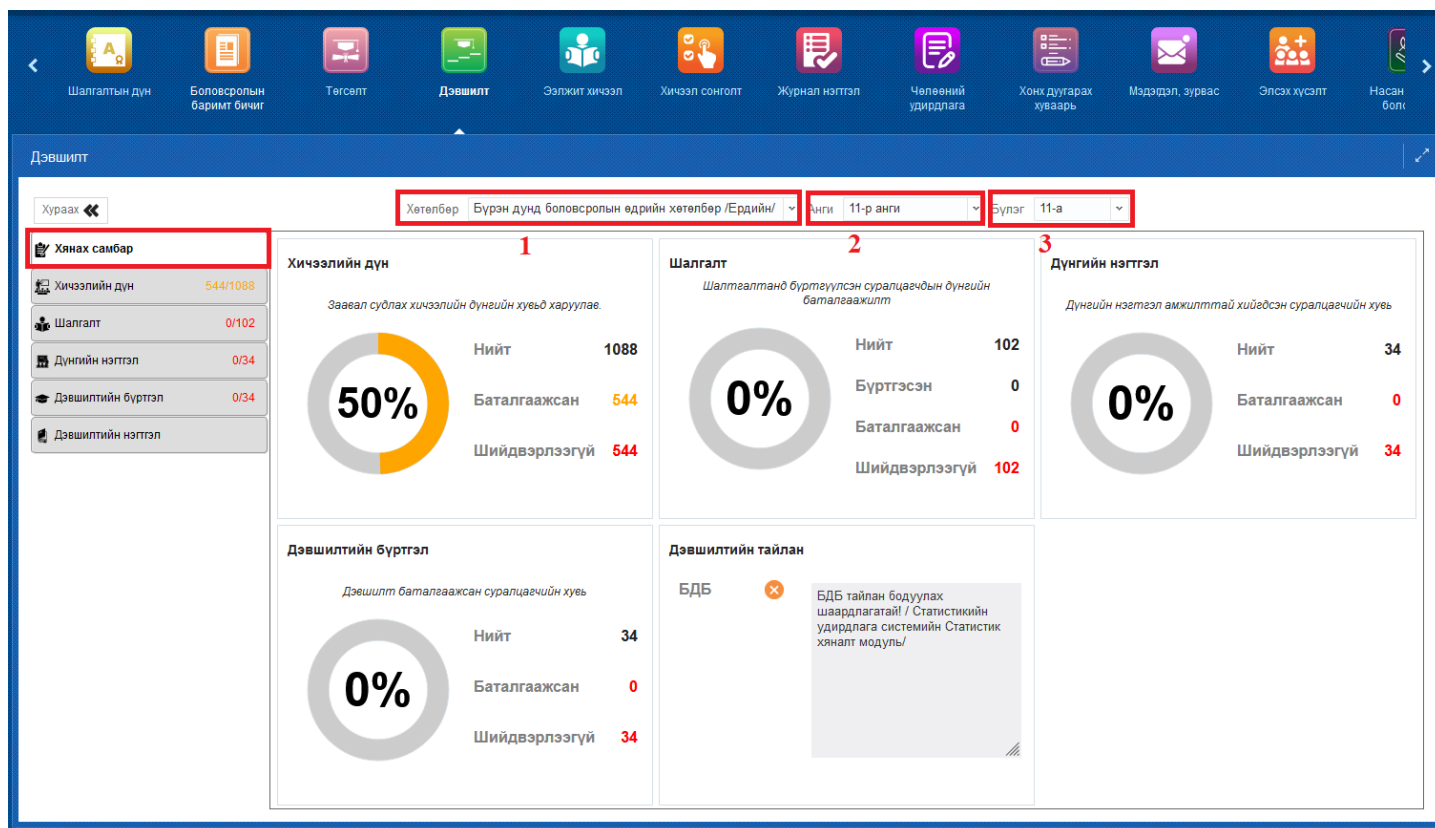 Шалгалтын дүн
Боловсролын
баримт бичиг
Төгсөлт
Дэвшилт
Ээлжит хичээл
Хичээл сонголт
Журнал нэгтгэл
Чөлөөний
удирдлага
Хонх дуугарах
хуваарь
Мэдэгдэл, зурвас
Элсэх хүсэлт
Насан
боло
Дэвшилт
Хураах
Хөтөлбөр Бүрэн дунд боловсролын өдрийн хөтөлбөр /Ердийн/
Анги 11-р анги
Бүлэг 11-а
1
2
3
Хянах самбар
Хичээлийн дүн 544/1088
Шалгалт 0/102
Дүнгийн нэгтгэл 0/34
Дэвшилтийн бүртгэл 0/34
Дэвшилтийн нэгтгэл
Хичээлийн дүн
Заавал судлах хичээлийн дүнгийн хувьд харуулав.
50%
Нийт 1088
Баталгаажсан 544
Шийдвэрлээгүй 544
Шалгалт
Шалтгалтанд бүртгүүлсэн суралцагчдын дүнгийн
баталгаажилт
0%
Нийт 102
Бүртгэсэн 0
Баталгаажсан 0
Шийдвэрлээгүй 102
Дүнгийн нэгтгэл
Дүнгийн нэгтгэл амжилттай хийгдсэн суралцагчийн хувь
0%
Нийт 34
Баталгаажсан 0
Шийдвэрлээгүй 34
Дэвшилтийн бүртгэл
Дэвшилт баталгаажсан суралцагчийн хувь
0%
Нийт 34
Баталгаажсан 0
Шийдвэрлээгүй 34
Дэвшилтийн тайлан
БДБ
БДБ тайлан бодуулах
шаардлагатай! / Статистикийн
удирдлага системийн Статистик
хяналт модуль/